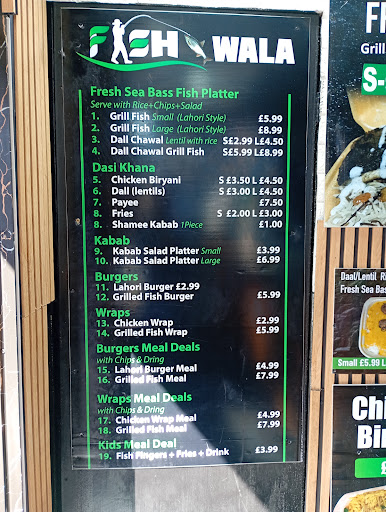 FISH WALA
Fresh Sea Bass Fish Platter
Serve with Rice+Chips+Salad
1. Grill Fish Small (Lahori Style) £5.99
2. Grill Fish Large (Lahori Style) £8.99
3. Dall Chawal Lentil with rice S£2.99 L£4.50
4. Dall Chawal Grill Fish S£5.99 L£8.99
Dasi Khana
5. Chicken Biryani S £3.50 L £4.50
6. Dall (lentils) S £3.00 L £4.50
7. Payee £7.50
8. Fries S £2.00 L £3.00
8. Shamee Kabab 1Piece £1.00
Kabab
9. Kabab Salad Platter Small £3.99
10. Kabab Salad Platter Large £6.99
Burgers
11. Lahori Burger £2.99
12. Grilled Fish Burger £5.99
Wraps
13. Chicken Wrap £2.99
14. Grilled Fish Wrap £5.99
Burgers Meal Deals
with Chips & Dring
15. Lahori Burger Meal £4.99
16. Grilled Fish Meal £7.99
Wraps Meal Deals
with Chips & Dring
17. Chicken Wrap Meal £4.99
18. Grilled Fish Meal £7.99
Kids Meal Deal
19. Fish Fingers + Fries + Drink £3.99
Fi
Grill
S-
Daal/Lentil Ri
Fresh Sea Bas
Small £5.99 L
Chi
Bir
£